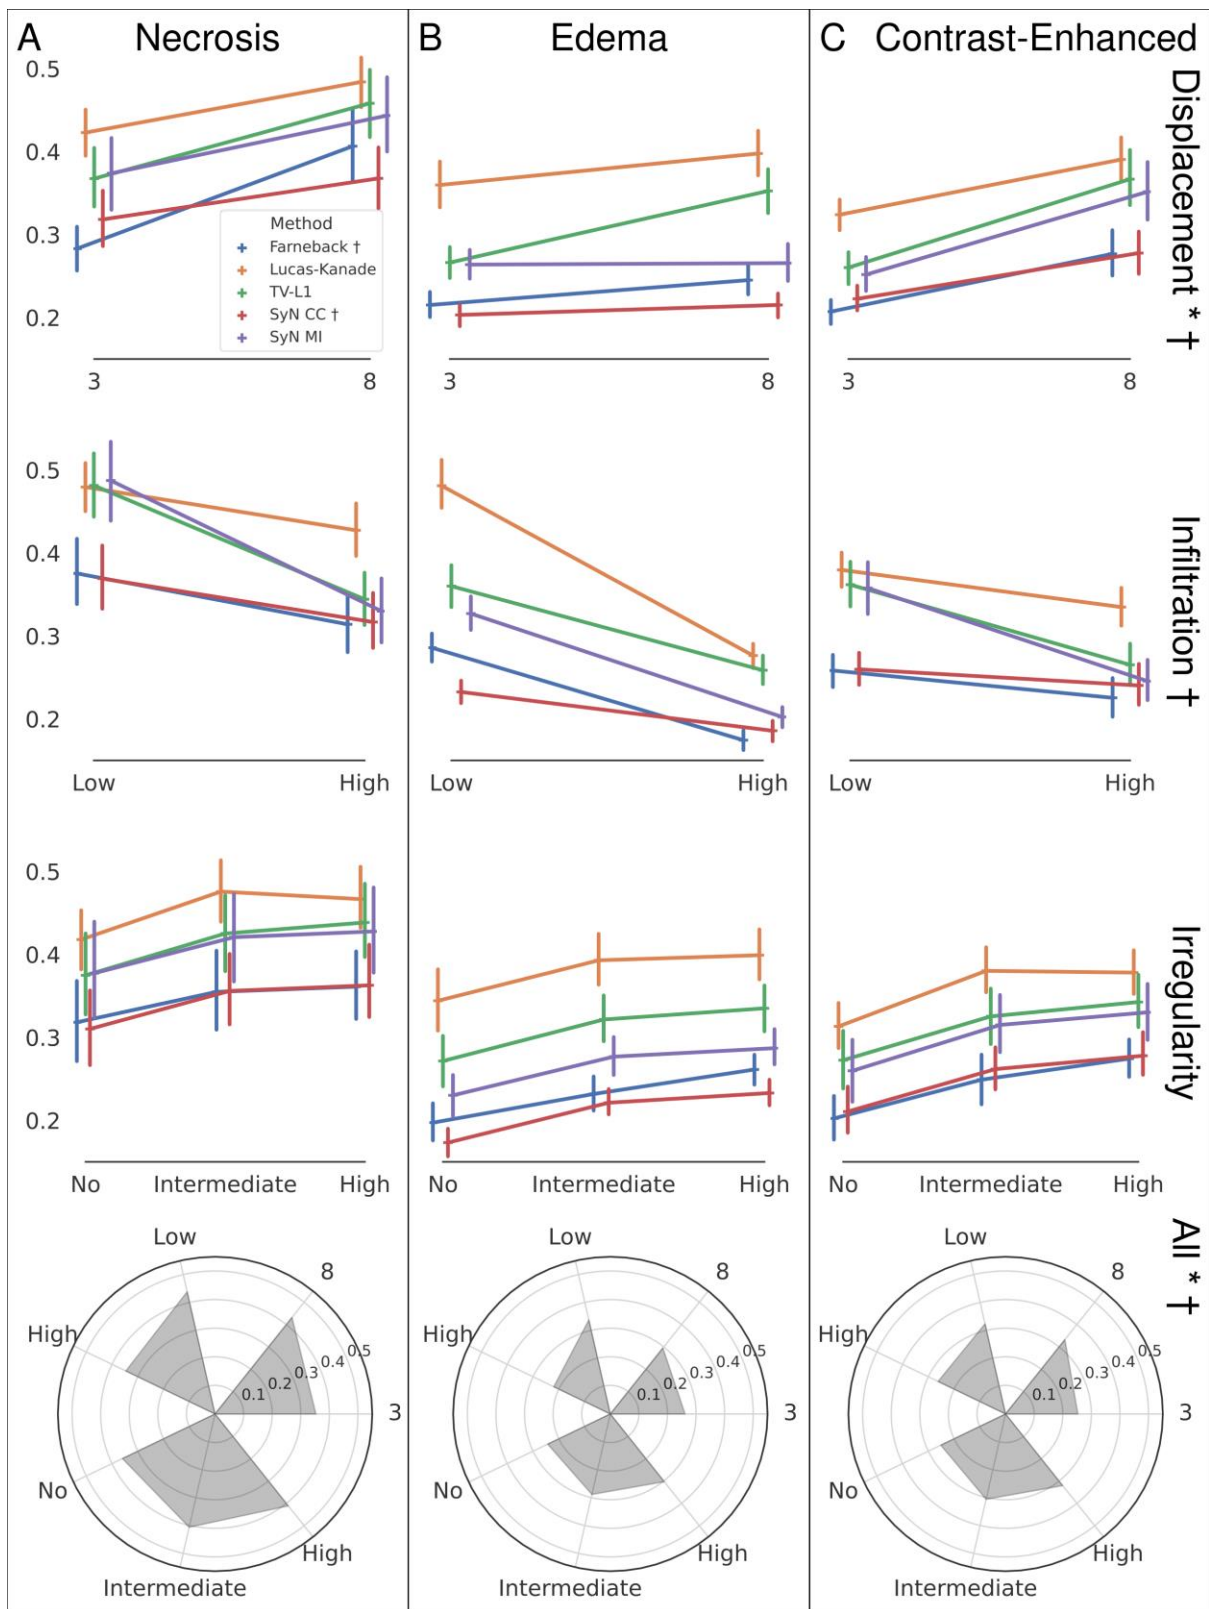 A Necrosis B Edema C Contrast-Enhanced
Displacement * †
0.5
0.4
0.3
0.2
Method
Farneback †
Lucas-Kanade
TV-L1
SyN CC †
SyN MI
3 8 3 8 3 8
Infiltration †
0.5
0.4
0.3
0.2
Low High Low High Low High
Irregularity
0.5
0.4
0.3
0.2
No Intermediate High No Intermediate High No Intermediate High
All * †
Low 8 High 0.1 0.2 0.3 0.4 0.5 3 No Intermediate High
Low 8 High 0.1 0.2 0.3 0.4 0.5 3 No Intermediate High
Low 8 High 0.1 0.2 0.3 0.4 0.5 3 No Intermediate High